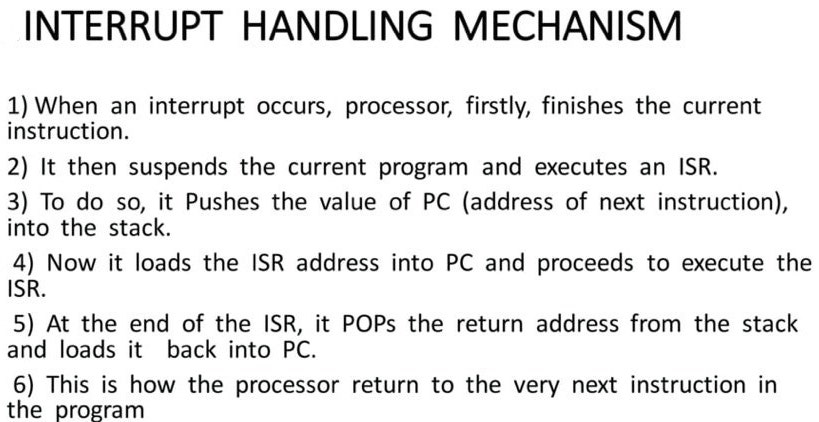 INTERRUPT HANDLING MECHANISM
1) When an interrupt occurs, processor, firstly, finishes the current
instruction.
2) It then suspends the current program and executes an ISR.
3) To do so, it Pushes the value of PC (address of next instruction),
into the stack.
4) Now it loads the ISR address into PC and proceeds to execute the
ISR.
5) At the end of the ISR, it POPs the return address from the stack
and loads it back into PC.
6) This is how the processor return to the very next instruction in
the program